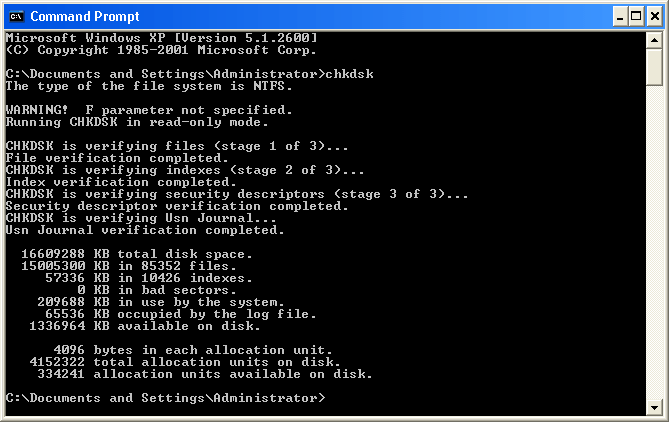 Command Prompt
Microsoft Windows XP [Version 5.1.2600]
(C) Copyright 1985-2001 Microsoft Corp.
C:\Documents and Settings\Administrator>chkdsk
The type of the file system is NTFS.
WARNING!  F parameter not specified.
Running CHKDSK in read-only mode.
CHKDSK is verifying files (stage 1 of 3)...
File verification completed.
CHKDSK is verifying indexes (stage 2 of 3)...
Index verification completed.
CHKDSK is verifying security descriptors (stage 3 of 3)...
Security descriptor verification completed.
CHKDSK is verifying Usn Journal...
Usn Journal verification completed.
16609288 KB total disk space.
15005300 KB in 85352 files.
57336 KB in 10426 indexes.
0 KB in bad sectors.
209688 KB in use by the system.
65536 KB occupied by the log file.
1336964 KB available on disk.
4096 bytes in each allocation unit.
4152322 total allocation units on disk.
334241 allocation units available on disk.
C:\Documents and Settings\Administrator>